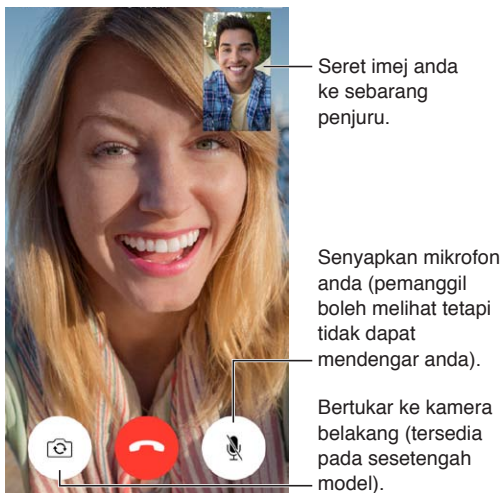 Seret imej anda
ke sebarang
penjuru.
Senyapkan mikrofon
anda (pemanggil
boleh melihat tetapi
tidak dapat
mendengar anda).
Bertukar ke kamera
belakang (tersedia
pada sesetengah
model).